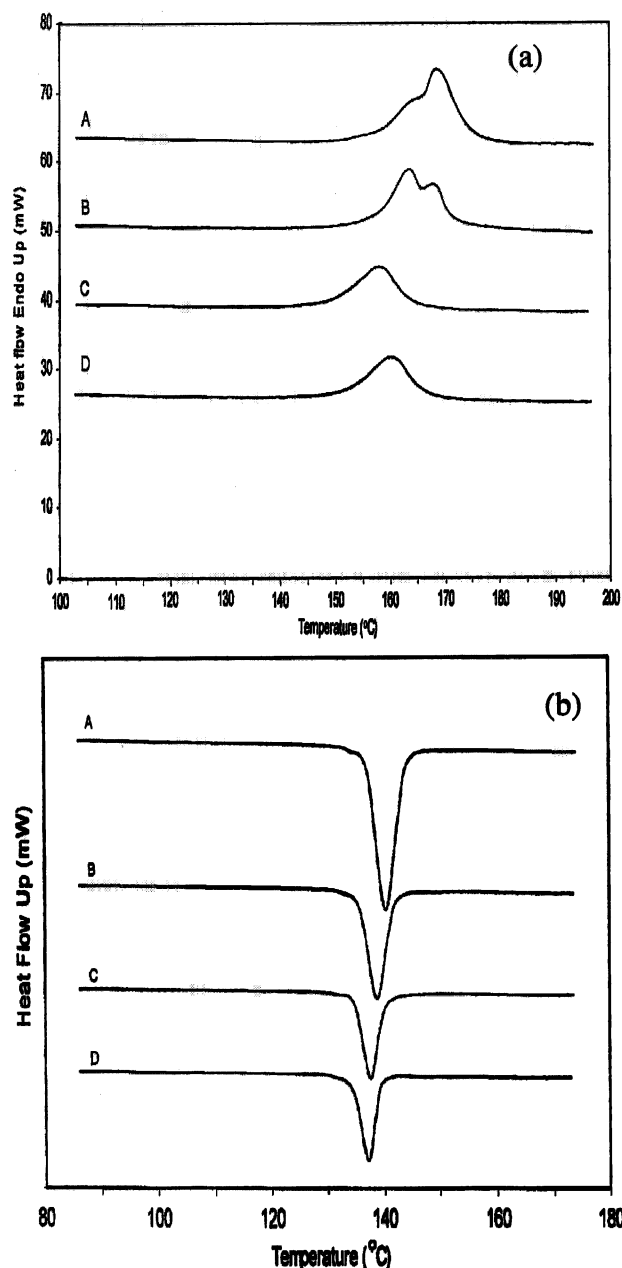 80
(a)
70
A
60
B
50
C
40
D
30
20
10
0
Heat flow Endo Up (mW)
100 110 120 130 140 150 160 170 180 190 200
Temperature (°C)
(b)
A
B
C
D
Heat Flow Up (mW)
80 100 120 140 160 180
Temperature (°C)